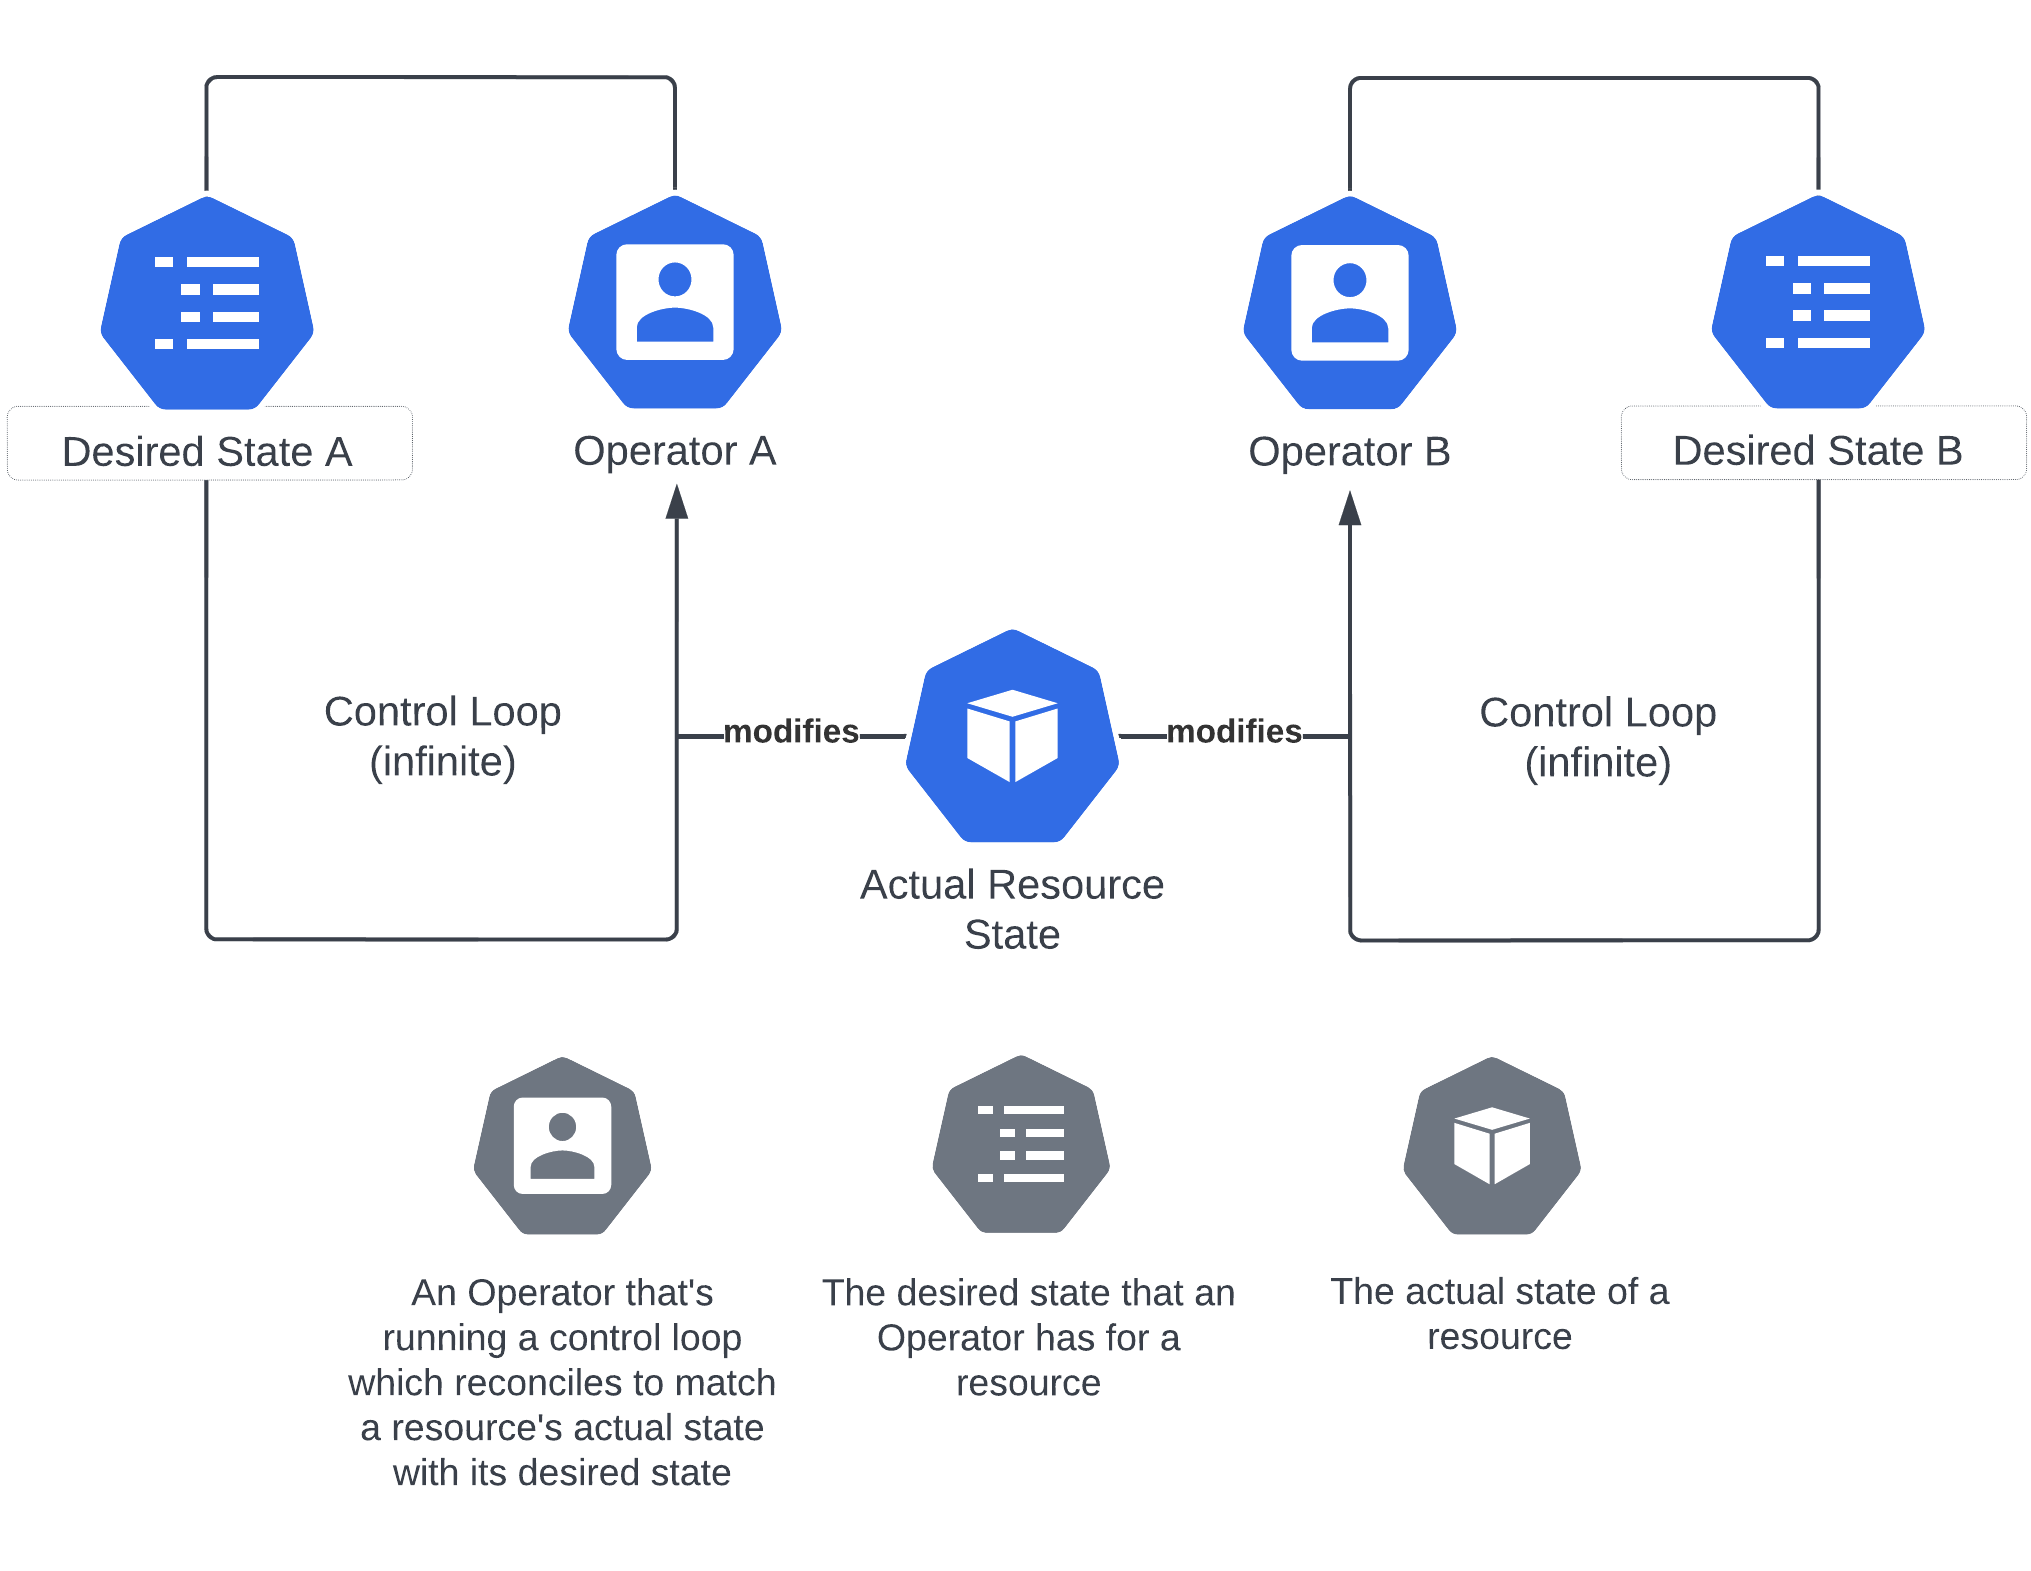 Desired State A
Operator A
Operator B
Desired State B
Control Loop
(infinite)
modifies
modifies
Control Loop
(infinite)
Actual Resource
State
An Operator that's
running a control loop
which reconciles to match
a resource's actual state
with its desired state
The desired state that an
Operator has for a
resource
The actual state of a
resource